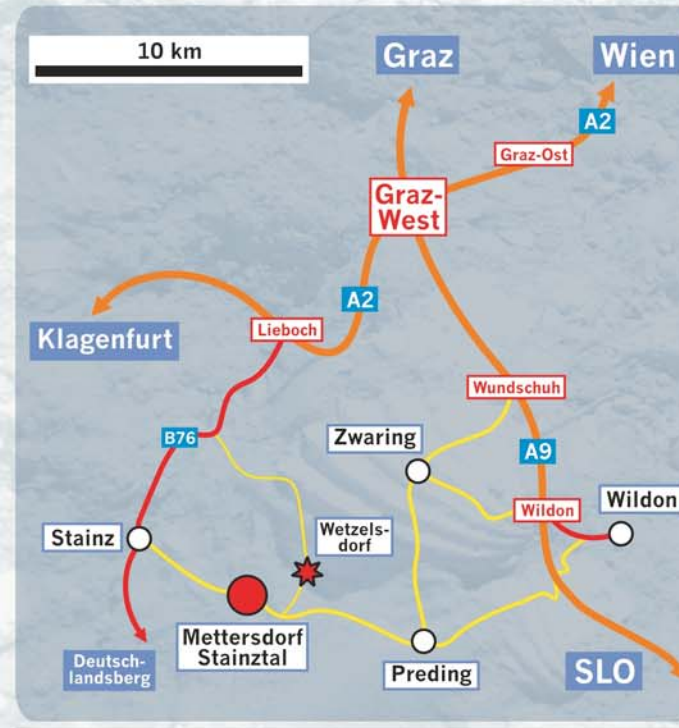 10 km
Graz
Wien
A2
Graz-Ost
Graz-
West
A2
Klagenfurt
Lieboch
Wundschuh
B76
Zwaring
A9
Stainz
Wetzels-
dorf
Wildon
Wildon
Mettersdorf
Stainztal
Deutsch-
landsberg
Preding
SLO